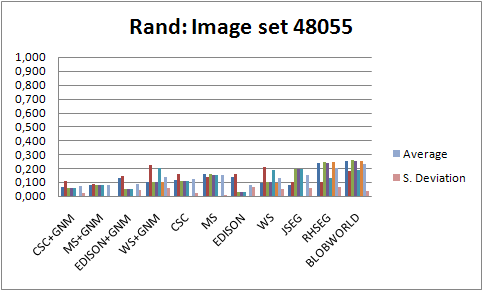 Rand: Image set 48055
1,000
0,900
0,800
0,700
0,600
0,500
0,400
0,300
0,200
0,100
0,000
Average
S. Deviation
CSC+GNM
MS+GNM
EDISON+GNM
WS+GNM
CSC
MS
EDISON
WS
JSEG
RHSEG
BLOBWORLD